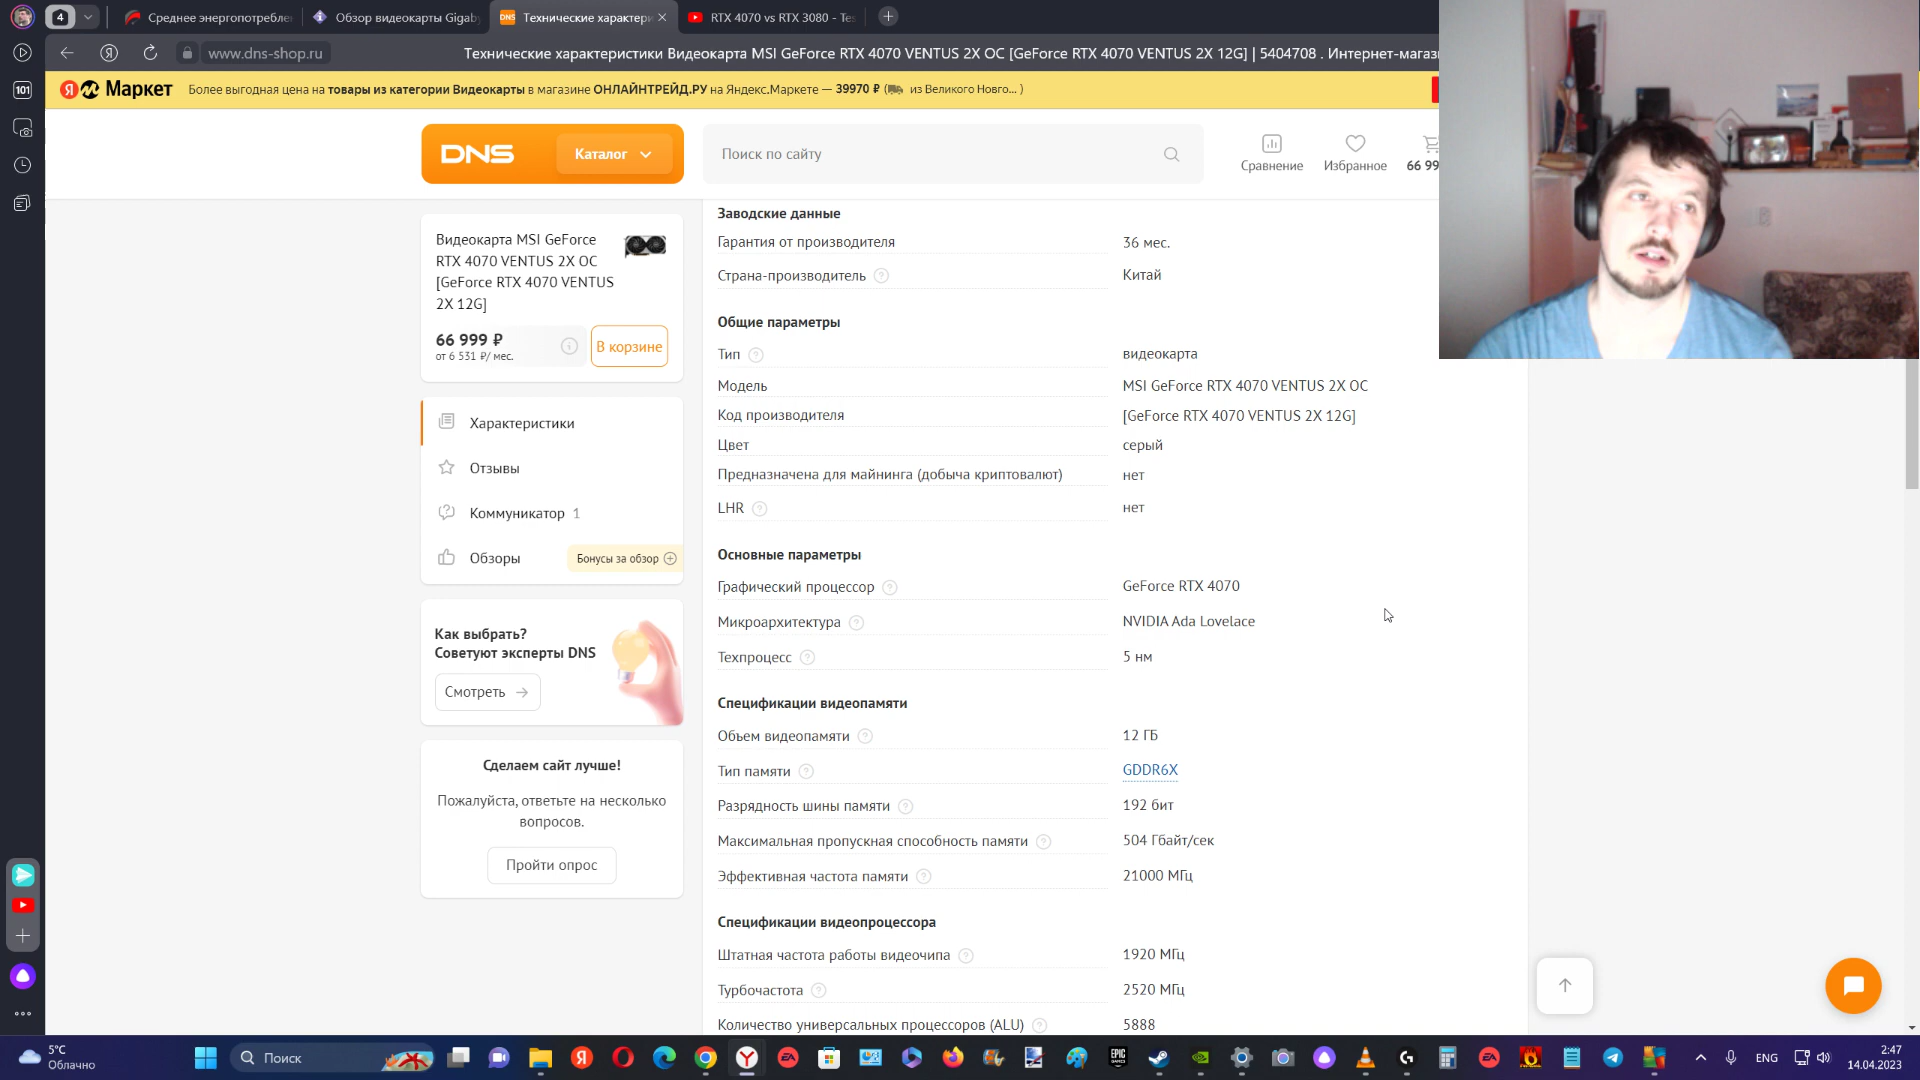 4
Среднее энергопотребле
Обзор видеокарты Gigaby
Технические характери
RTX 4070 vs RTX 3080 - Te
www.dns-shop.ru
Технические характеристики Видеокарта MSI GeForce RTX 4070 VENTUS 2X OC [GeForce RTX 4070 VENTUS 2X 12G] | 5404708 . Интернет-магаз
101
Я М Маркет
Более выгодная цена на товары из категории Видеокарты в магазине ОНЛАЙНТРЕЙД.РУ на Яндекс.Маркете — 39970 ₽ ( из Великого Новго... )
DNS
Каталог
Поиск по сайту
Сравнение
Избранное
66 99
Видеокарта MSI GeForce
RTX 4070 VENTUS 2X OC
[GeForce RTX 4070 VENTUS
2X 12G]
66 999 ₽
от 6 531 ₽/ мес.
В корзине
Характеристики
Отзывы
Коммуникатор 1
Обзоры
Бонусы за обзор
Как выбрать?
Советуют эксперты DNS
Смотреть
Сделаем сайт лучше!
Пожалуйста, ответьте на несколько
вопросов.
Пройти опрос
Заводские данные
Гарантия от производителя 36 мес.
Страна-производитель Китай
Общие параметры
Тип видеокарта
Модель MSI GeForce RTX 4070 VENTUS 2X OC
Код производителя [GeForce RTX 4070 VENTUS 2X 12G]
Цвет серый
Предназначена для майнинга (добыча криптовалют) нет
LHR нет
Основные параметры
Графический процессор GeForce RTX 4070
Микроархитектура NVIDIA Ada Lovelace
Техпроцесс 5 нм
Спецификации видеопамяти
Объем видеопамяти 12 ГБ
Тип памяти GDDR6X
Разрядность шины памяти 192 бит
Максимальная пропускная способность памяти 504 Гбайт/сек
Эффективная частота памяти 21000 МГц
Спецификации видеопроцессора
Штатная частота работы видеочипа 1920 МГц
Турбочастота 2520 МГц
Количество универсальных процессоров (ALU) 5888
5°C
Облачно
Поиск
ENG
2:47
14.04.2023